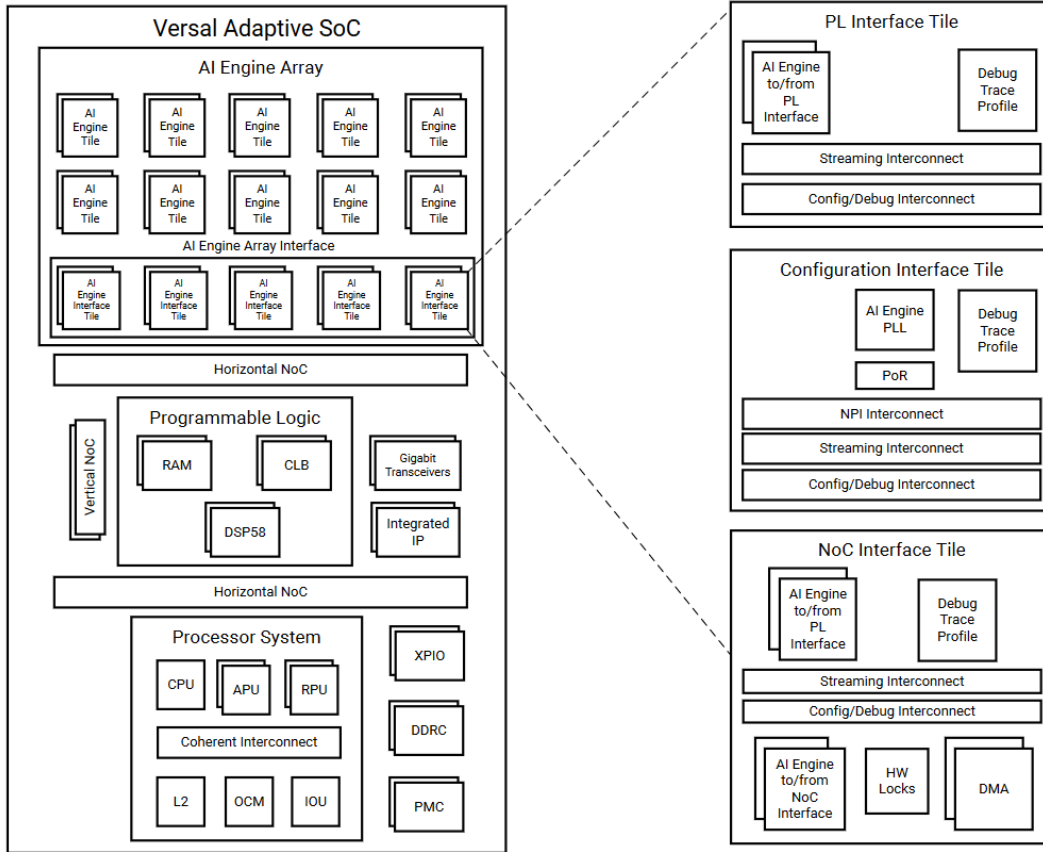 Versal Adaptive SoC
AI Engine Array
AI
Engine
Tile
AI
Engine
Tile
AI
Engine
Tile
AI
Engine
Tile
AI
Engine
Tile
AI
Engine
Tile
AI
Engine
Tile
AI
Engine
Tile
AI
Engine
Tile
AI
Engine
Tile
AI Engine Array Interface
AI
Engine
Interface
Tile
AI
Engine
Interface
Tile
AI
Engine
Interface
Tile
AI
Engine
Interface
Tile
AI
Engine
Interface
Tile
Horizontal NoC
Vertical NoC
Programmable Logic
RAM
CLB
DSP58
Gigabit
Transceivers
Integrated
IP
Horizontal NoC
Processor System
CPU
APU
RPU
Coherent Interconnect
L2
OCM
IOU
XPIO
DDRC
PMC
PL Interface Tile
AI Engine
to/from
PL
Interface
Debug
Trace
Profile
Streaming Interconnect
Config/Debug Interconnect
Configuration Interface Tile
AI Engine
PLL
PoR
Debug
Trace
Profile
NPI Interconnect
Streaming Interconnect
Config/Debug Interconnect
NoC Interface Tile
AI Engine
to/from
PL
Interface
Debug
Trace
Profile
Streaming Interconnect
Config/Debug Interconnect
AI Engine
to/from
NoC
Interface
HW
Locks
DMA